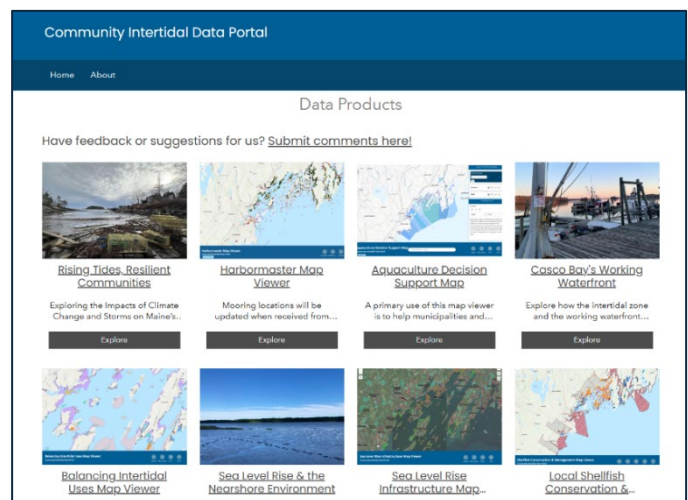 Community Intertidal Data Portal
Home About
Data Products
Have feedback or suggestions for us? Submit comments here!
Rising Tides, Resilient
Communities
Exploring the Impacts of Climate
Change and Storms on Maine's..
Explore
Harbormaster Map
Viewer
Mooring locations will be
updated when received from...
Explore
Aquaculture Decision
Support Map
A primary use of this map viewer
is to help municipalities and...
Explore
Casco Bay's Working
Waterfront
Explore how the intertidal zone
and the working waterfront...
Explore
Balancing Intertidal
Uses Map Viewer
Sea Level Rise & the
Nearshore Environment
Sea Level Rise
Infrastructure Map...
Local Shellfish
Conservation &...